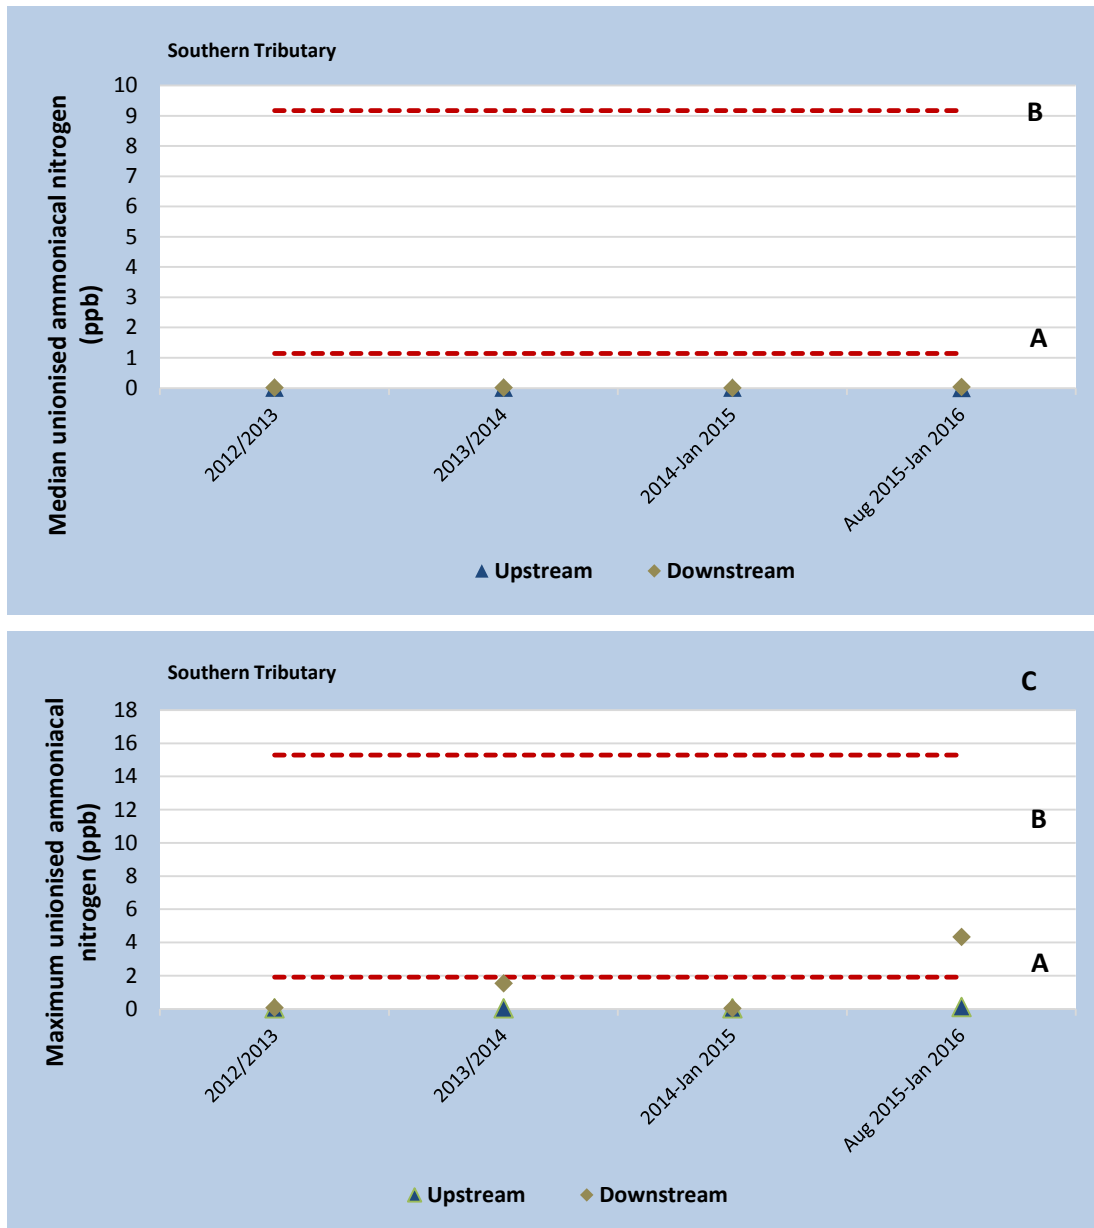 Southern Tributary
Median unionised ammoniacal nitrogen
(ppb)
10
9
8
7
6
5
4
3
2
1
0
B
A
2012/2013
2013/2014
2014-Jan 2015
Aug 2015-Jan 2016
Upstream
Downstream
Southern Tributary
C
Maximum unionised ammoniacal
nitrogen (ppb)
18
16
14
12
10
8
6
4
2
0
B
A
2012/2013
2013/2014
2014-Jan 2015
Aug 2015-Jan 2016
Upstream
Downstream